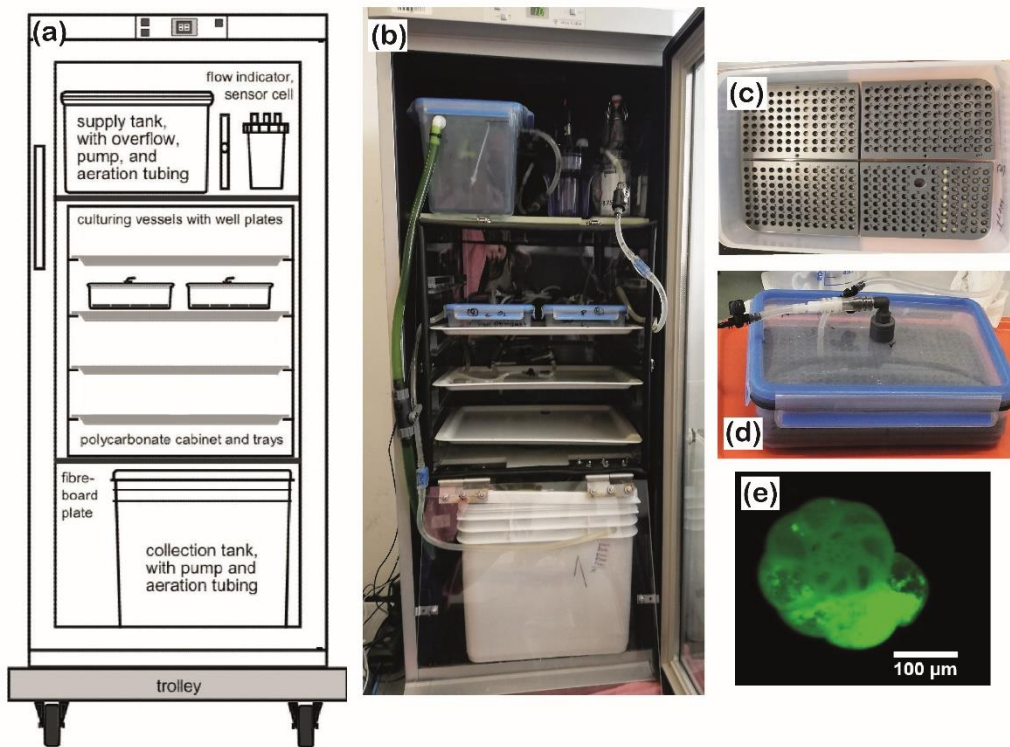 (a)
88
flow indicator,
sensor cell
supply tank,
with overflow,
pump, and
aeration tubing
culturing vessels with well plates
polycarbonate cabinet and trays
fibre-
board
plate
collection tank,
with pump and
aeration tubing
trolley
(b)
(c)
(d)
(e)
100 µm